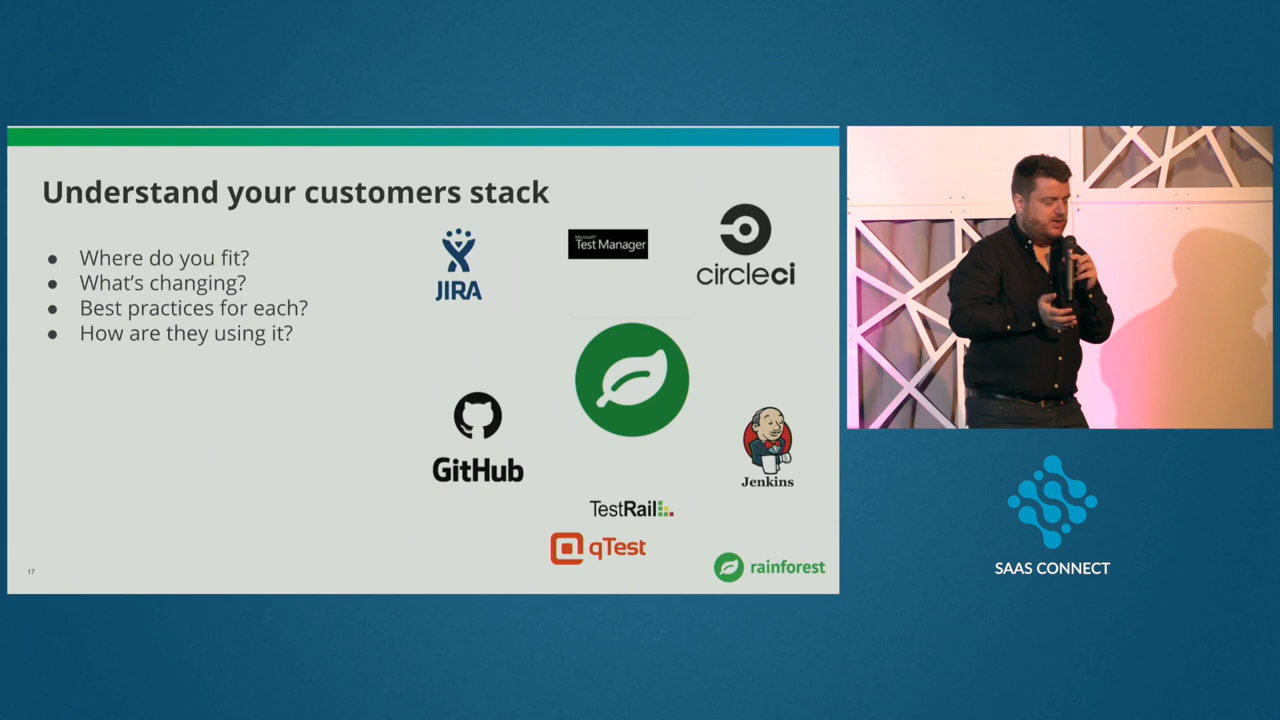 Understand your customers stack
● Where do you fit?
● What's changing?
● Best practices for each?
● How are they using it?
JIRA
Microsoft
Test Manager
circleci
GitHub
Jenkins
TestRail
qTest
17
rainforest
SAAS CONNECT